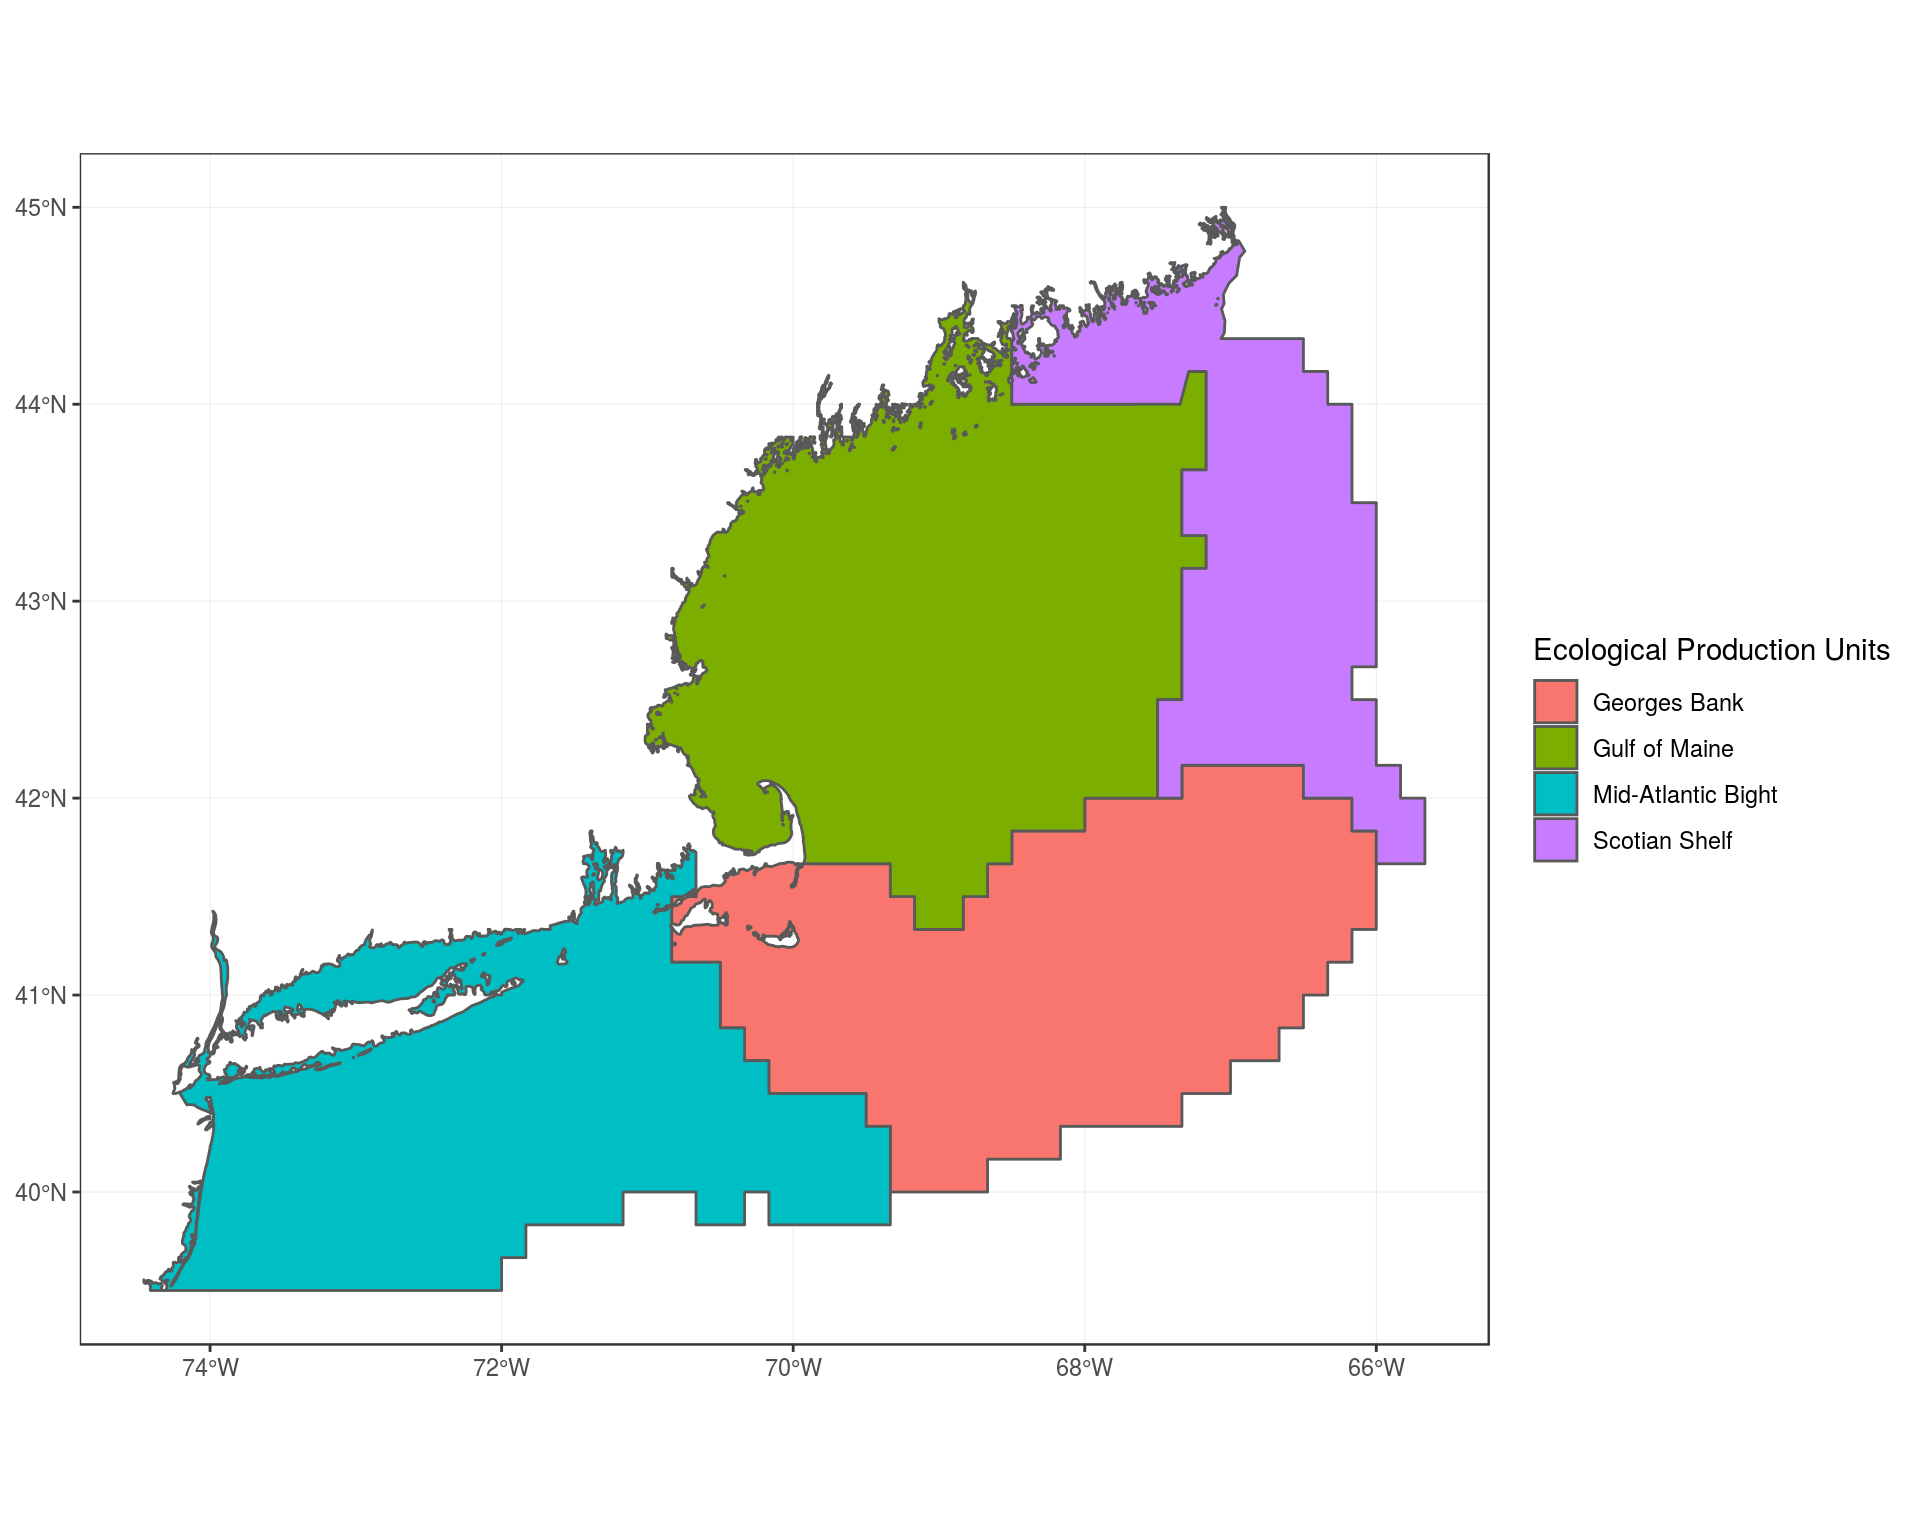 45°N
44°N
43°N
42°N
41°N
40°N
74°W
72°W
70°W
68°W
66°W
Ecological Production Units
Georges Bank
Gulf of Maine
Mid-Atlantic Bight
Scotian Shelf